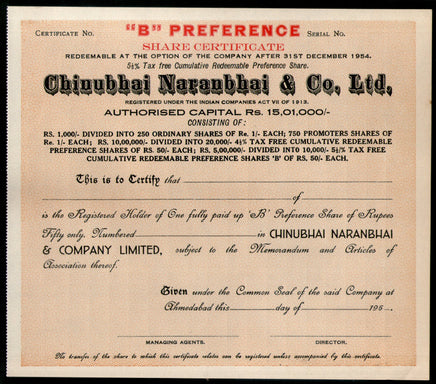 CERTIFICATE No.
"B" PREFERENCE
SERIAL No.
SHARE CERTIFICATE
REDEEMABLE AT THE OPTION OF THE COMPANY AFTER 31ST DECEMBER 1954.
5½% Tax free Cumulative Redeemable Preference Share.
Chinubhai Naranbhai & Co, Ltd,
REGISTERED UNDER THE INDIAN COMPANIES ACT VII OF 1913.
AUTHORISED CAPITAL Rs. 15,01,000/-
CONSISTING OF:
RS. 1,000/- DIVIDED INTO 250 ORDINARY SHARES OF Re. 1/- EACH; 750 PROMOTERS SHARES OF
Re. 1/- EACH; RS. 10,00,000/- DIVIDED INTO 20,000/- 4½% TAX FREE CUMULATIVE REDEEMABLE
PREFERENCE SHARES OF RS. 50/- EACH; RS. 5,00,000/- DIVIDED INTO 10,000/- 5½% TAX FREE
CUMULATIVE REDEEMABLE PREFERENCE SHARES 'B' OF RS. 50/- EACH.
This is to Certify that
of
is the Registered Holder of One fully paid up 'B' Preference Share of Rupees
Fifty only. Numbered in CHINUBHAI NARANBHAI
& COMPANY LIMITED, subject to the Memorandum and Articles of
Association thereof.
Given under the Common Seal of the said Company at
Ahmedabad this day of 195 .
MANAGING AGENTS.
DIRECTOR.
No transfer of the share to which this certificate relates can be registered unless accompanied by this certificate.